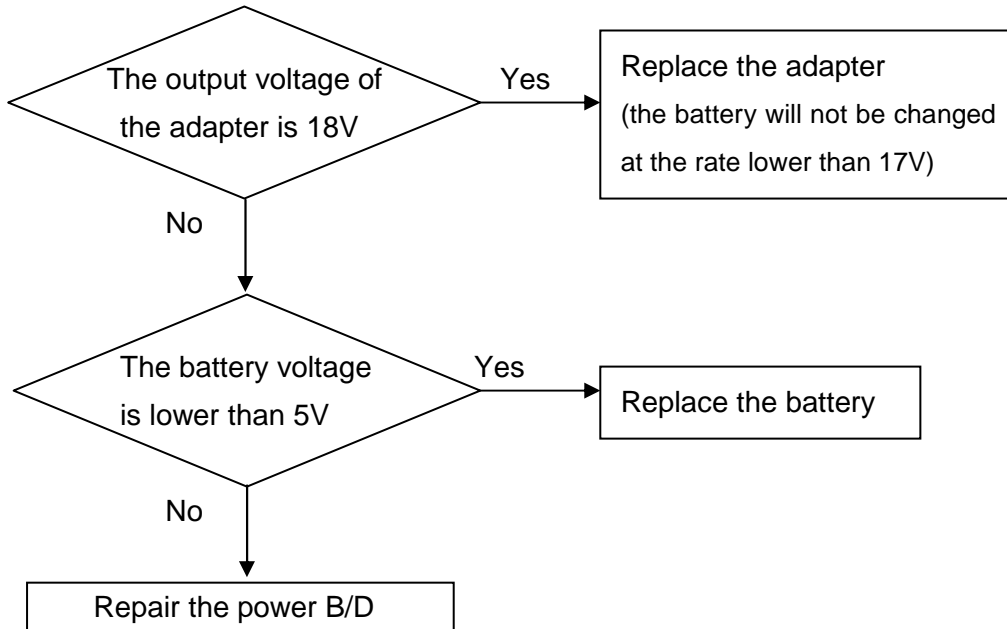 The output voltage of
the adapter is 18V
Yes
Replace the adapter
(the battery will not be changed
at the rate lower than 17V)
No
The battery voltage
is lower than 5V
Yes
Replace the battery
No
Repair the power B/D